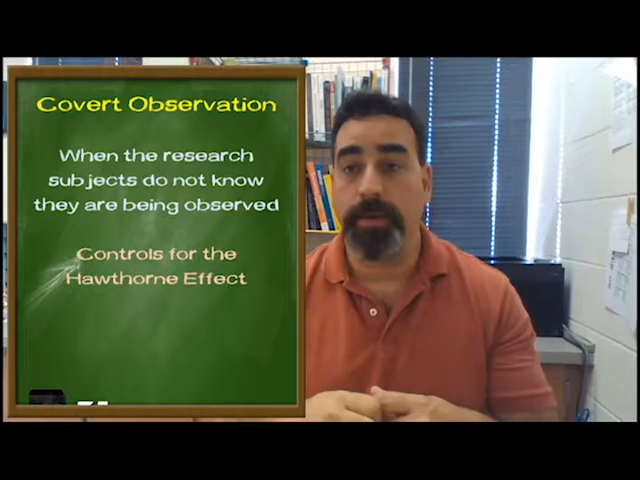 Covert Observation
When the research
subjects do not know
they are being observed
Controls for the
Hawthorne Effect